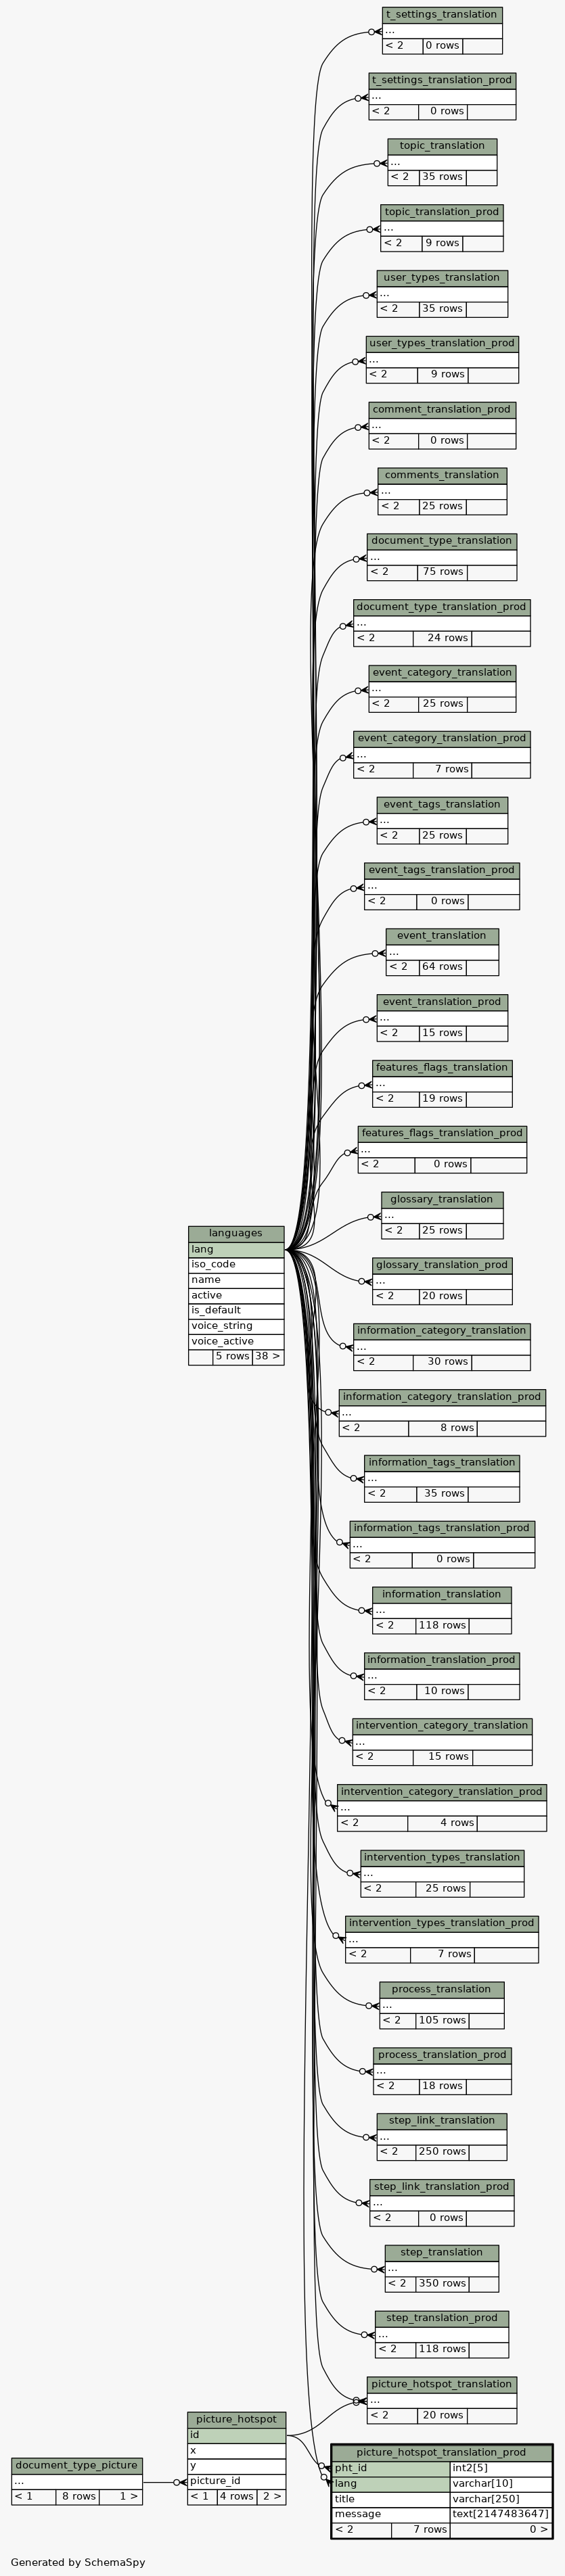 t_settings_translation
...
< 2 0 rows
t_settings_translation_prod
...
< 2 0 rows
topic_translation
...
< 2 35 rows
topic_translation_prod
...
< 2 9 rows
user_types_translation
...
< 2 35 rows
user_types_translation_prod
...
< 2 9 rows
comment_translation_prod
...
< 2 0 rows
comments_translation
...
< 2 25 rows
document_type_translation
...
< 2 75 rows
document_type_translation_prod
...
< 2 24 rows
event_category_translation
...
< 2 25 rows
event_category_translation_prod
...
< 2 7 rows
event_tags_translation
...
< 2 25 rows
event_tags_translation_prod
...
< 2 0 rows
event_translation
...
< 2 64 rows
event_translation_prod
...
< 2 15 rows
features_flags_translation
...
< 2 19 rows
features_flags_translation_prod
...
< 2 0 rows
glossary_translation
...
< 2 25 rows
languages
lang
iso_code
name
active
is_default
voice_string
voice_active
5 rows 38 >
glossary_translation_prod
...
< 2 20 rows
information_category_translation
...
< 2 30 rows
information_category_translation_prod
...
< 2 8 rows
information_tags_translation
...
< 2 35 rows
information_tags_translation_prod
...
< 2 0 rows
information_translation
...
< 2 118 rows
information_translation_prod
...
< 2 10 rows
intervention_category_translation
...
< 2 15 rows
intervention_category_translation_prod
...
< 2 4 rows
intervention_types_translation
...
< 2 25 rows
intervention_types_translation_prod
...
< 2 7 rows
process_translation
...
< 2 105 rows
process_translation_prod
...
< 2 18 rows
step_link_translation
...
< 2 250 rows
step_link_translation_prod
...
< 2 0 rows
step_translation
...
< 2 350 rows
step_translation_prod
...
< 2 118 rows
picture_hotspot_translation
...
< 2 20 rows
picture_hotspot
id
x
y
picture_id
< 1 4 rows 2 >
document_type_picture
...
< 1 8 rows 1 >
picture_hotspot_translation_prod
pht_id int2[5]
lang varchar[10]
title varchar[250]
message text[2147483647]
< 2 7 rows 0 >
Generated by SchemaSpy